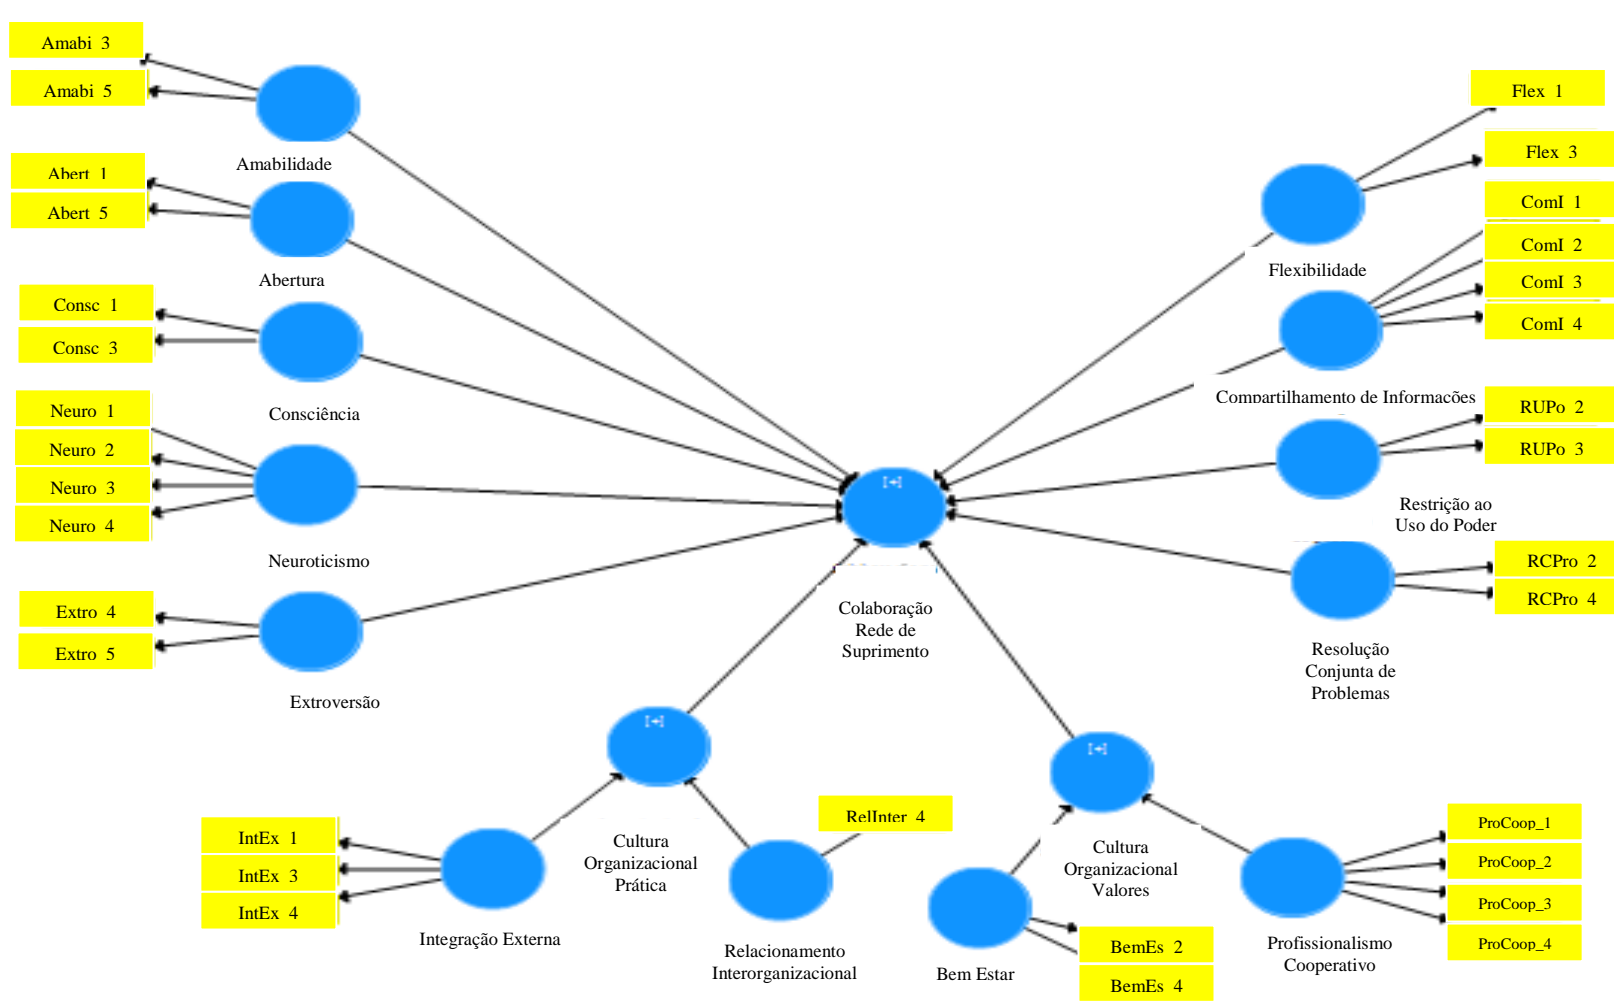 Amabi 3
Amabi 5
Amabilidade
Abert 1
Abert 5
Abertura
Consc 1
Consc 3
Consciência
Neuro 1
Neuro 2
Neuro 3
Neuro 4
Neuroticismo
Extro 4
Extro 5
Extroversão
Flex 1
Flex 3
Flexibilidade
ComI 1
ComI 2
ComI 3
ComI 4
Compartilhamento de Informações
RUPo 2
RUPo 3
Restrição ao
Uso do Poder
RCPro 2
RCPro 4
Resolução
Conjunta de
Problemas
[+]
Colaboração
Rede de
Suprimento
[+]
Cultura
Organizacional
Prática
[+]
Cultura
Organizacional
Valores
IntEx 1
IntEx 3
IntEx 4
Integração Externa
RelInter 4
Relacionamento
Interorganizacional
Bem Estar
BemEs 2
BemEs 4
Profissionalismo
Cooperativo
ProCoop_1
ProCoop_2
ProCoop_3
ProCoop_4